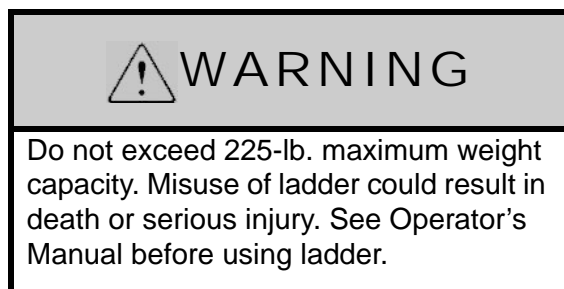 WARNING
Do not exceed 225-lb. maximum weight
capacity. Misuse of ladder could result in
death or serious injury. See Operator's
Manual before using ladder.